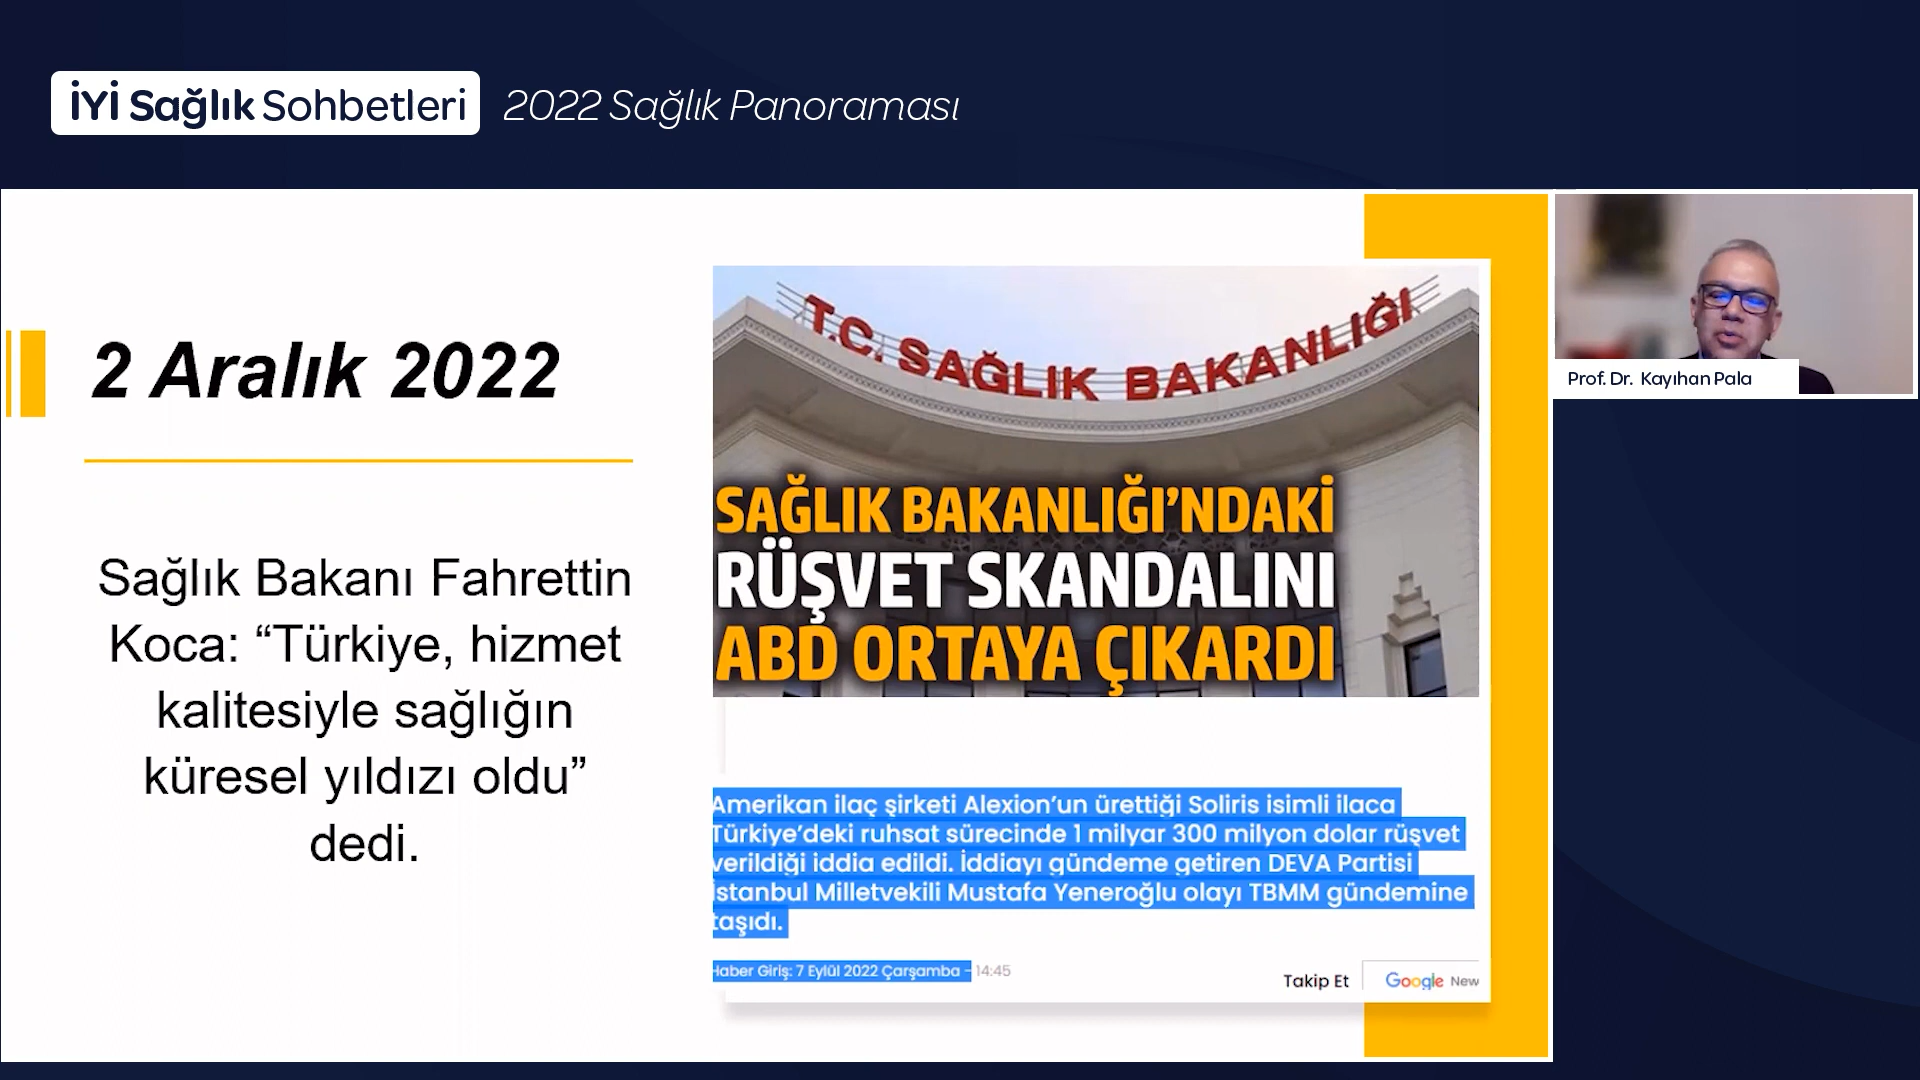 İYİ Sağlık Sohbetleri 2022 Sağlık Panoraması
2 Aralık 2022
Sağlık Bakanı Fahrettin
Koca: “Türkiye, hizmet
kalitesiyle sağlığın
küresel yıldızı oldu”
dedi.
T.C. SAĞLIK BAKANLIĞI
SAĞLIK BAKANLIĞI’NDAKİ
RÜŞVET SKANDALINI
ABD ORTAYA ÇIKARDI
Amerikan ilaç şirketi Alexion’un ürettiği Soliris isimli ilaca
Türkiye’deki ruhsat sürecinde 1 milyar 300 milyon dolar rüşvet
verildiği iddia edildi. İddiayı gündeme getiren DEVA Partisi
İstanbul Milletvekili Mustafa Yeneroğlu olayı TBMM gündemine
taşıdı.
Haber Giriş: 7 Eylül 2022 Çarşamba - 14:45
Takip Et Google New
Prof. Dr. Kayıhan Pala